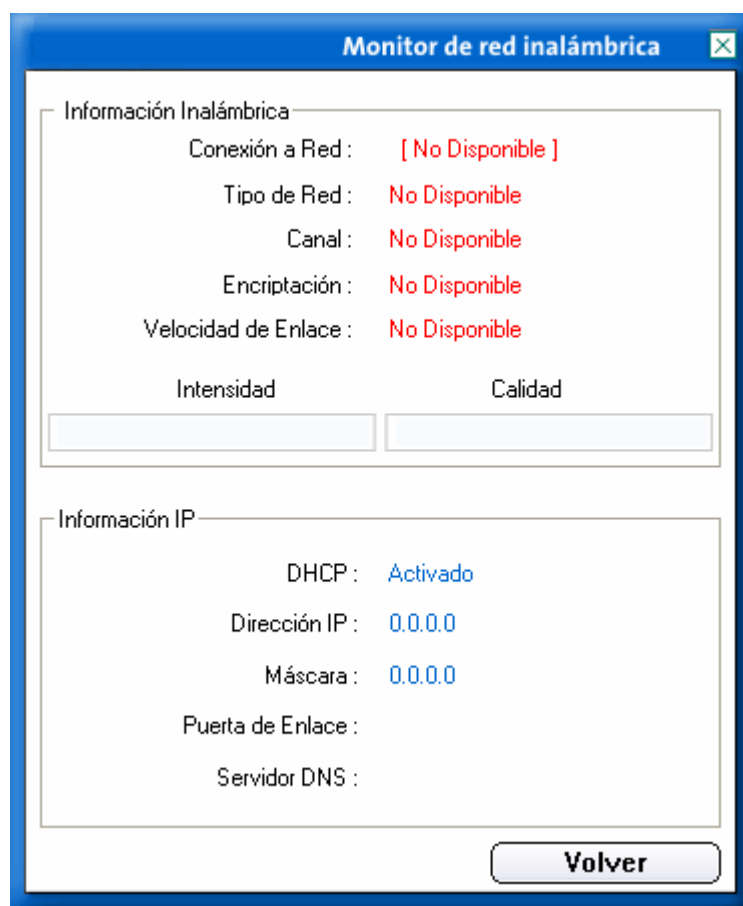 Monitor de red inalámbrica
Información Inalámbrica
Conexión a Red : [ No Disponible ]
Tipo de Red : No Disponible
Canal : No Disponible
Encriptación : No Disponible
Velocidad de Enlace : No Disponible
Intensidad Calidad
Información IP
DHCP : Activado
Dirección IP : 0.0.0.0
Máscara : 0.0.0.0
Puerta de Enlace :
Servidor DNS :
Volver